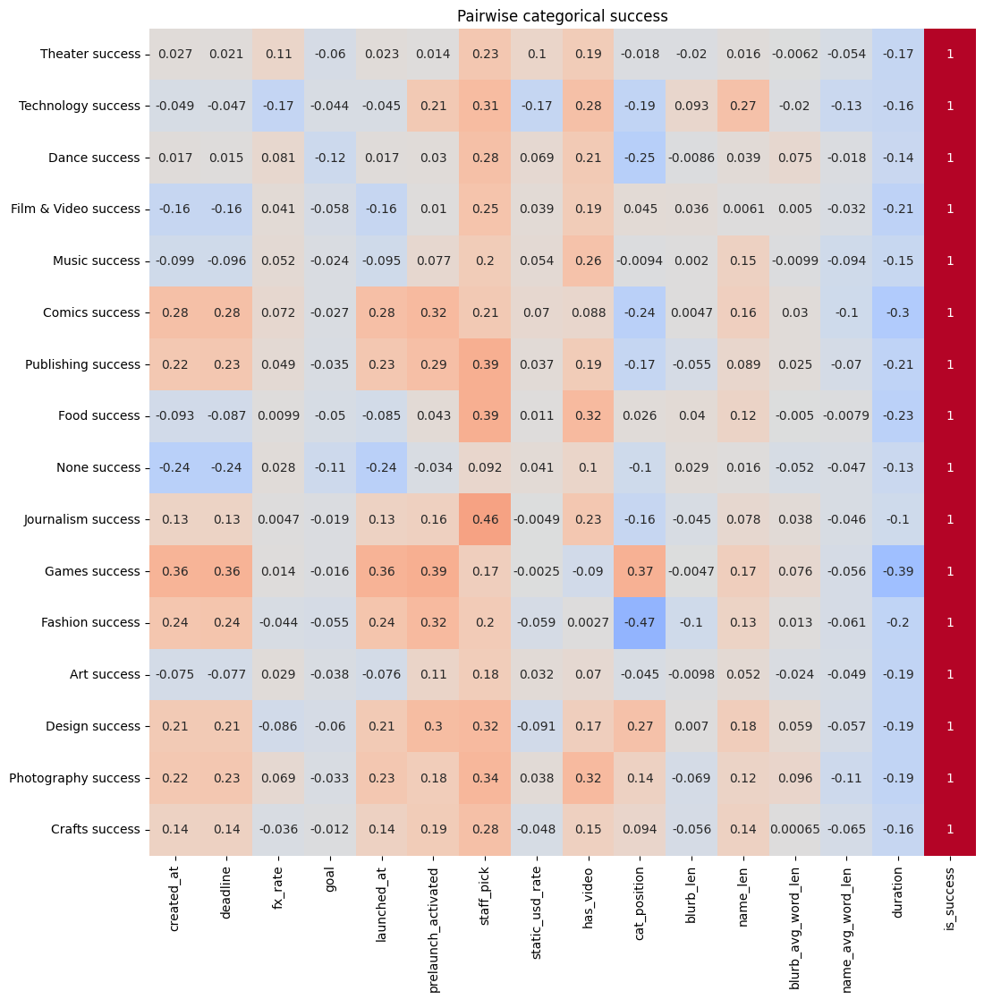 Pairwise categorical success
Theater success 0.027 0.021 0.11 -0.06 0.023 0.014 0.23 0.1 0.19 -0.018 -0.02 0.016 -0.0062 -0.054 -0.17 1
Technology success -0.049 -0.047 -0.17 -0.044 -0.045 0.21 0.31 -0.17 0.28 -0.19 0.093 0.27 -0.02 -0.13 -0.16 1
Dance success 0.017 0.015 0.081 -0.12 0.017 0.03 0.28 0.069 0.21 -0.25 -0.0086 0.039 0.075 -0.018 -0.14 1
Film & Video success -0.16 -0.16 0.041 -0.058 -0.16 0.01 0.25 0.039 0.19 0.045 0.036 0.0061 0.005 -0.032 -0.21 1
Music success -0.099 -0.096 0.052 -0.024 -0.095 0.077 0.2 0.054 0.26 -0.0094 0.002 0.15 -0.0099 -0.094 -0.15 1
Comics success 0.28 0.28 0.072 -0.027 0.28 0.32 0.21 0.07 0.088 -0.24 0.0047 0.16 0.03 -0.1 -0.3 1
Publishing success 0.22 0.23 0.049 -0.035 0.23 0.29 0.39 0.037 0.19 -0.17 -0.055 0.089 0.025 -0.07 -0.21 1
Food success -0.093 -0.087 0.0099 -0.05 -0.085 0.043 0.39 0.011 0.32 0.026 0.04 0.12 -0.005 -0.0079 -0.23 1
None success -0.24 -0.24 0.028 -0.11 -0.24 -0.034 0.092 0.041 0.1 -0.1 0.029 0.016 -0.052 -0.047 -0.13 1
Journalism success 0.13 0.13 0.0047 -0.019 0.13 0.16 0.46 -0.0049 0.23 -0.16 -0.045 0.078 0.038 -0.046 -0.1 1
Games success 0.36 0.36 0.014 -0.016 0.36 0.39 0.17 -0.0025 -0.09 0.37 -0.0047 0.17 0.076 -0.056 -0.39 1
Fashion success 0.24 0.24 -0.044 -0.055 0.24 0.32 0.2 -0.059 0.0027 -0.47 -0.1 0.13 0.013 -0.061 -0.2 1
Art success -0.075 -0.077 0.029 -0.038 -0.076 0.11 0.18 0.032 0.07 -0.045 -0.0098 0.052 -0.024 -0.049 -0.19 1
Design success 0.21 0.21 -0.086 -0.06 0.21 0.3 0.32 -0.091 0.17 0.27 0.007 0.18 0.059 -0.057 -0.19 1
Photography success 0.22 0.23 0.069 -0.033 0.23 0.18 0.34 0.038 0.32 0.14 -0.069 0.12 0.096 -0.11 -0.19 1
Crafts success 0.14 0.14 -0.036 -0.012 0.14 0.19 0.28 -0.048 0.15 0.094 -0.056 0.14 0.00065 -0.065 -0.16 1
created_at
deadline
fx_rate
goal
launched_at
prelaunch_activated
staff_pick
static_usd_rate
has_video
cat_position
blurb_len
name_len
blurb_avg_word_len
name_avg_word_len
duration
is_success